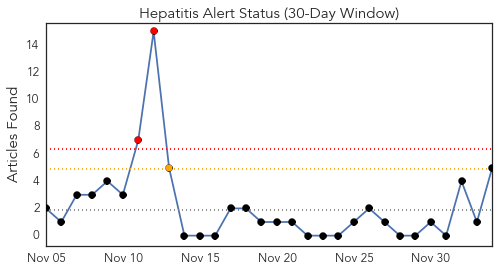 Hepatitis Alert Status (30-Day Window)
Articles Found
14
12
10
8
6
4
2
0
Nov 05
Nov 10
Nov 15
Nov 20
Nov 25
Nov 30